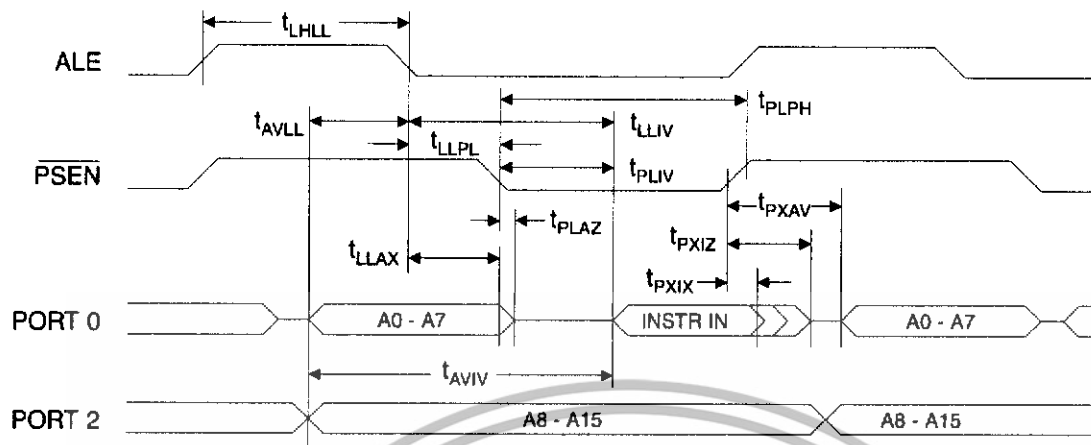 tLHLL
ALE
tPLPH
tAVLL
tLLIV
tLLPL
PSEN
tPLIV
tPXAV
tPLAZ
tPXIZ
tLLAX
tPXIX
PORT 0
A0 - A7
INSTR IN
A0 - A7
tAVIV
PORT 2
A8 - A15
A8 - A15